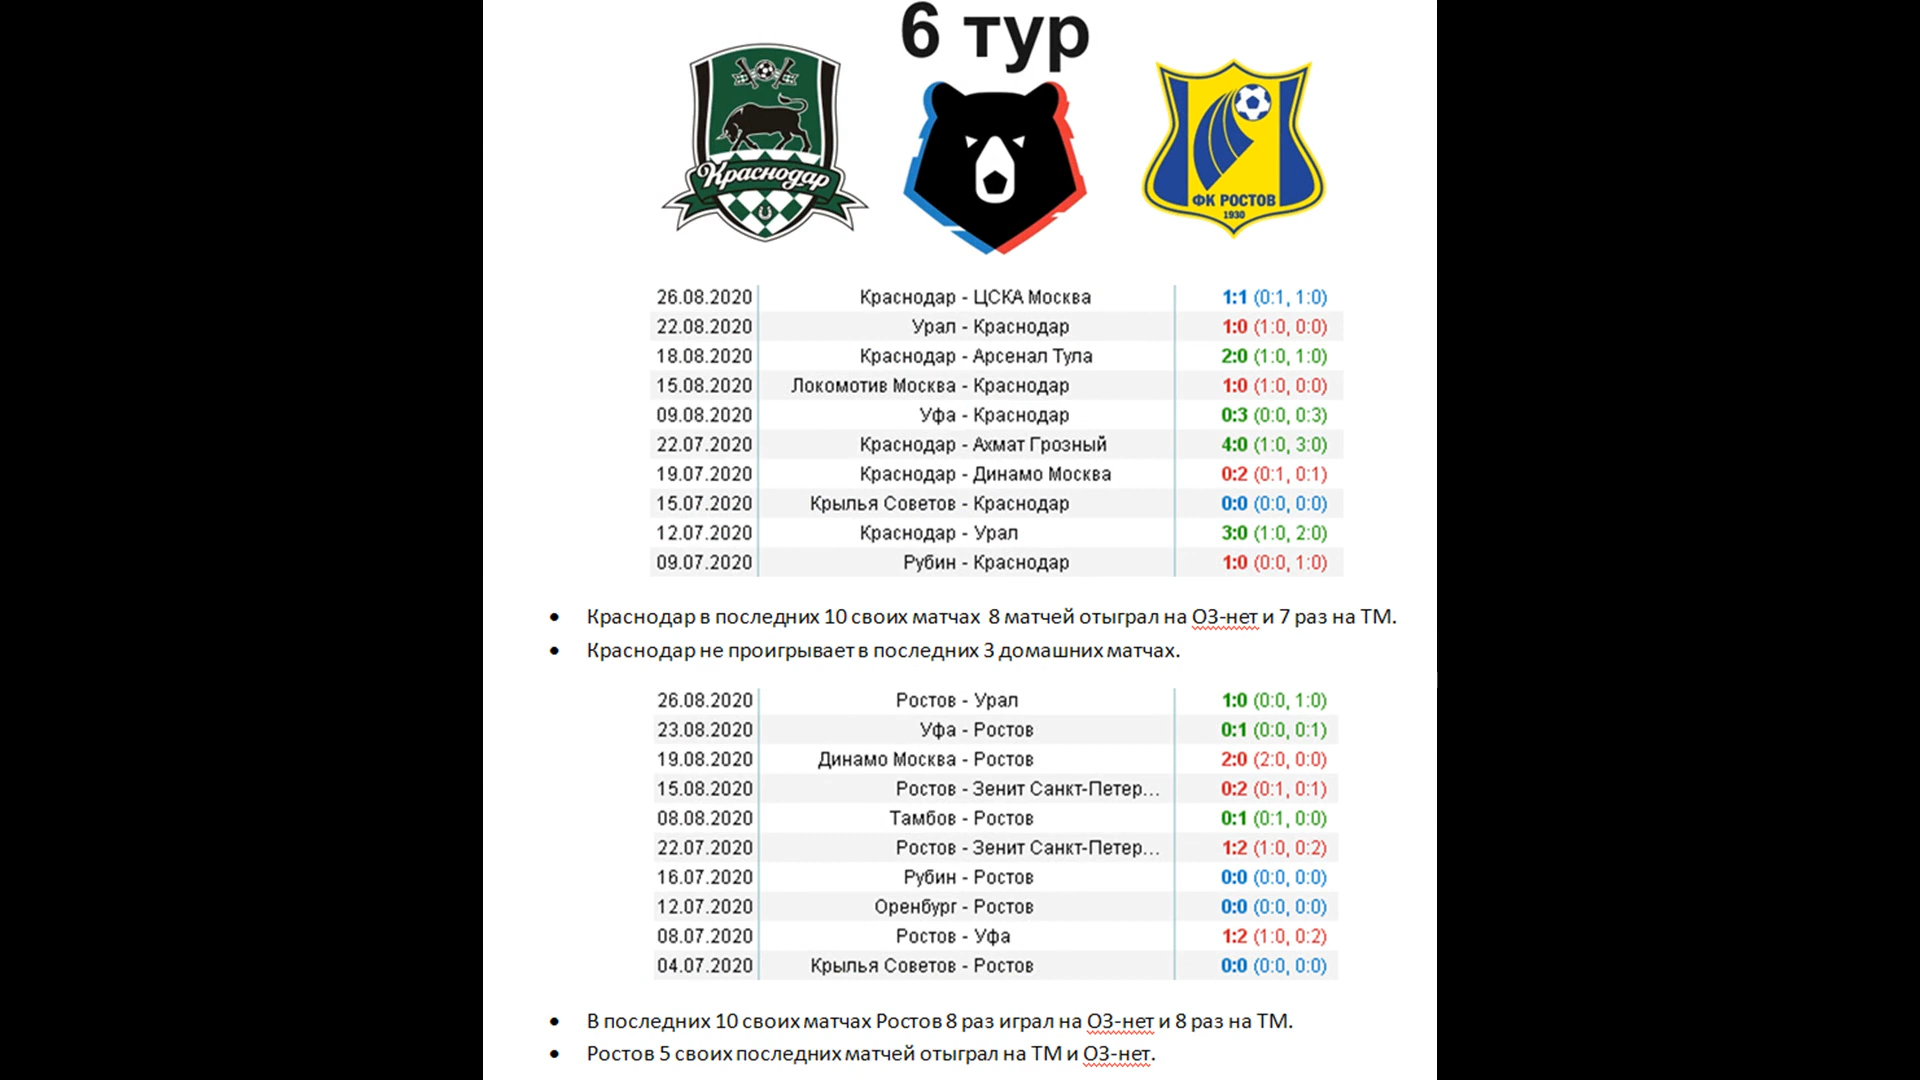 6 тур
Краснодар
ФК РОСТОВ
1930
26.08.2020 Краснодар - ЦСКА Москва 1:1 (0:1, 1:0)
22.08.2020 Урал - Краснодар 1:0 (1:0, 0:0)
18.08.2020 Краснодар - Арсенал Тула 2:0 (1:0, 1:0)
15.08.2020 Локомотив Москва - Краснодар 1:0 (1:0, 0:0)
09.08.2020 Уфа - Краснодар 0:3 (0:0, 0:3)
22.07.2020 Краснодар - Ахмат Грозный 4:0 (1:0, 3:0)
19.07.2020 Краснодар - Динамо Москва 0:2 (0:1, 0:1)
15.07.2020 Крылья Советов - Краснодар 0:0 (0:0, 0:0)
12.07.2020 Краснодар - Урал 3:0 (1:0, 2:0)
09.07.2020 Рубин - Краснодар 1:0 (0:0, 1:0)
• Краснодар в последних 10 своих матчах 8 матчей отыграл на ОЗ-нет и 7 раз на ТМ.
• Краснодар не проигрывает в последних 3 домашних матчах.
26.08.2020 Ростов - Урал 1:0 (0:0, 1:0)
23.08.2020 Уфа - Ростов 0:1 (0:0, 0:1)
19.08.2020 Динамо Москва - Ростов 2:0 (2:0, 0:0)
15.08.2020 Ростов - Зенит Санкт-Петер... 0:2 (0:1, 0:1)
08.08.2020 Тамбов - Ростов 0:1 (0:1, 0:0)
22.07.2020 Ростов - Зенит Санкт-Петер... 1:2 (1:0, 0:2)
16.07.2020 Рубин - Ростов 0:0 (0:0, 0:0)
12.07.2020 Оренбург - Ростов 0:0 (0:0, 0:0)
08.07.2020 Ростов - Уфа 1:2 (1:0, 0:2)
04.07.2020 Крылья Советов - Ростов 0:0 (0:0, 0:0)
• В последних 10 своих матчах Ростов 8 раз играл на ОЗ-нет и 8 раз на ТМ.
• Ростов 5 своих последних матчей отыграл на ТМ и ОЗ-нет.